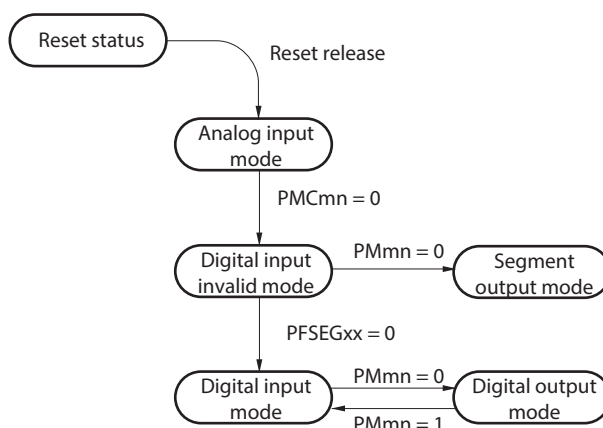 Reset status
Reset release
Analog input
mode
PMCmn = 0
Digital input
invalid mode
PMmn = 0
Segment
output mode
PFSEGxx = 0
Digital input
mode
PMmn = 0
PMmn = 1
Digital output
mode